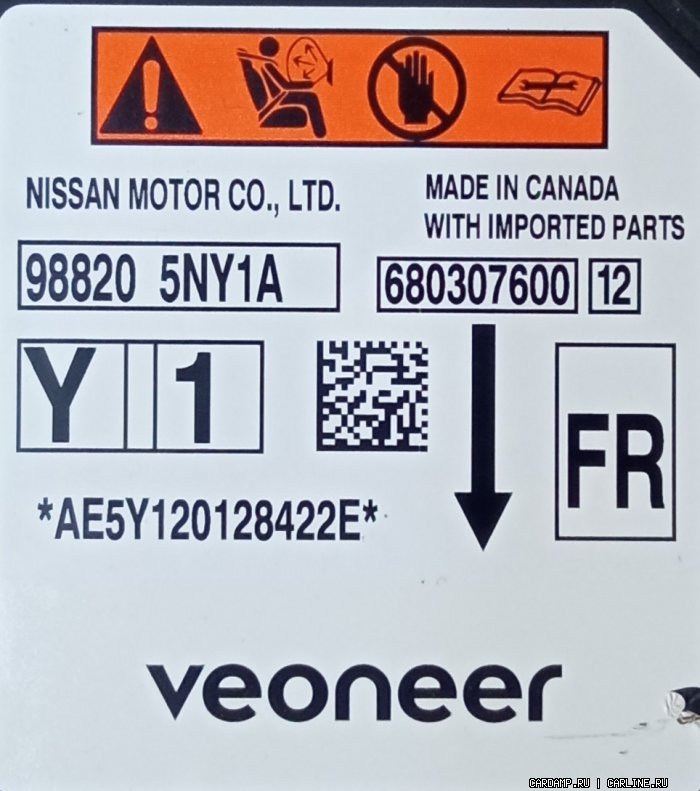 NISSAN MOTOR CO., LTD.
MADE IN CANADA
WITH IMPORTED PARTS
98820 5NY1A
680307600 12
Y 1
FR
*AE5Y120128422E*
veoneer
CARDAMP.RU | CARLINE.RU